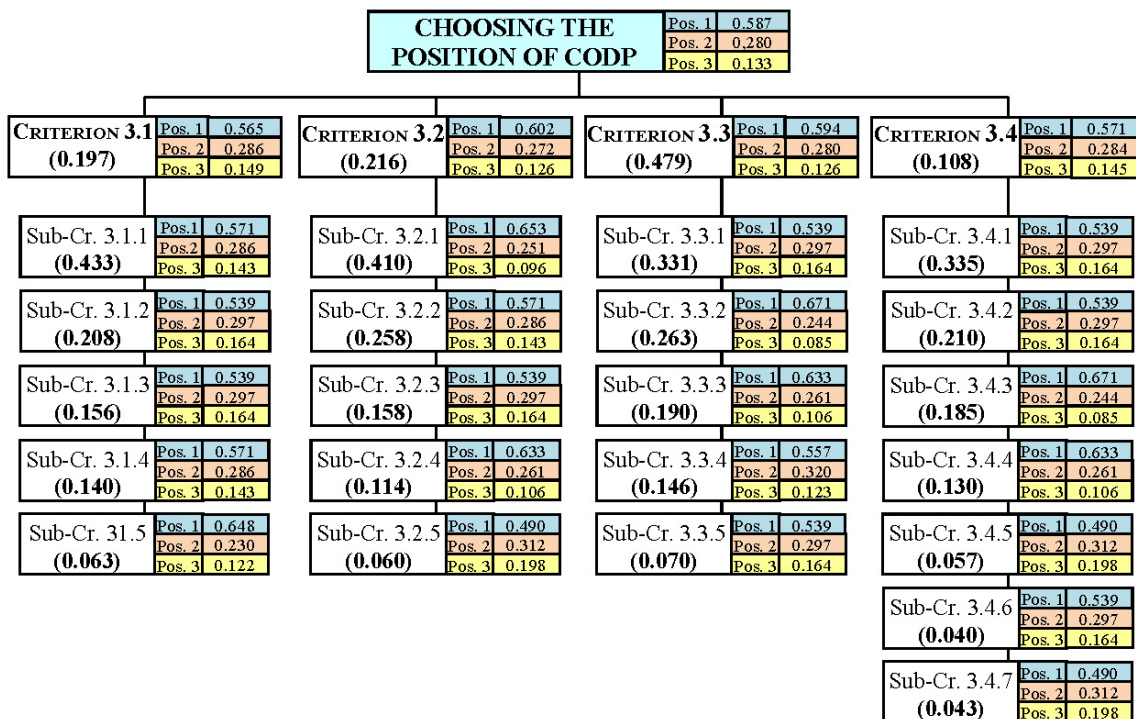 CHOOSING THE
POSITION OF CODP
Pos. 1 0.587
Pos. 2 0,280
Pos. 3 0,133
CRITERION 3.1
(0.197)
Pos. 1 0.565
Pos. 2 0.286
Pos. 3 0.149
CRITERION 3.2
(0.216)
Pos. 1 0.602
Pos. 2 0.272
Pos. 3 0.126
CRITERION 3.3
(0.479)
Pos. 1 0.594
Pos. 2 0.280
Pos. 3 0.126
CRITERION 3.4
(0.108)
Pos. 1 0.571
Pos. 2 0.284
Pos. 3 0.145
Sub-Cr. 3.1.1
(0.433)
Pos.1 0.571
Pos.2 0.286
Pos. 3 0.143
Sub-Cr. 3.2.1
(0.410)
Pos. 1 0.653
Pos. 2 0.251
Pos. 3 0.096
Sub-Cr. 3.3.1
(0.331)
Pos. 1 0.539
Pos. 2 0.297
Pos. 3 0.164
Sub-Cr. 3.4.1
(0.335)
Pos. 1 0.539
Pos. 2 0.297
Pos. 3 0.164
Sub-Cr. 3.1.2
(0.208)
Pos. 1 0.539
Pos. 2 0.297
Pos. 3 0.164
Sub-Cr. 3.2.2
(0.258)
Pos. 1 0.571
Pos. 2 0.286
Pos. 3 0.143
Sub-Cr. 3.3.2
(0.263)
Pos. 1 0.671
Pos. 2 0.244
Pos. 3 0.085
Sub-Cr. 3.4.2
(0.210)
Pos. 1 0.539
Pos. 2 0.297
Pos. 3 0.164
Sub-Cr. 3.1.3
(0.156)
Pos. 1 0.539
Pos. 2 0.297
Pos. 3 0.164
Sub-Cr. 3.2.3
(0.158)
Pos. 1 0.539
Pos. 2 0.297
Pos. 3 0.164
Sub-Cr. 3.3.3
(0.190)
Pos. 1 0.633
Pos. 2 0.261
Pos. 3 0.106
Sub-Cr. 3.4.3
(0.185)
Pos. 1 0.671
Pos. 2 0.244
Pos. 3 0.085
Sub-Cr. 3.1.4
(0.140)
Pos. 1 0.571
Pos. 2 0.286
Pos. 3 0.143
Sub-Cr. 3.2.4
(0.114)
Pos. 1 0.633
Pos. 2 0.261
Pos. 3 0.106
Sub-Cr. 3.3.4
(0.146)
Pos. 1 0.557
Pos. 2 0.320
Pos. 3 0.123
Sub-Cr. 3.4.4
(0.130)
Pos. 1 0.633
Pos. 2 0.261
Pos. 3 0.106
Sub-Cr. 31.5
(0.063)
Pos. 1 0.648
Pos. 2 0.230
Pos. 3 0.122
Sub-Cr. 3.2.5
(0.060)
Pos. 1 0.490
Pos. 2 0.312
Pos. 3 0.198
Sub-Cr. 3.3.5
(0.070)
Pos. 1 0.539
Pos. 2 0.297
Pos. 3 0.164
Sub-Cr. 3.4.5
(0.057)
Pos. 1 0.490
Pos. 2 0.312
Pos. 3 0.198
Sub-Cr. 3.4.6
(0.040)
Pos. 1 0.539
Pos. 2 0.297
Pos. 3 0.164
Sub-Cr. 3.4.7
(0.043)
Pos. 1 0.490
Pos. 2 0.312
Pos. 3 0.198